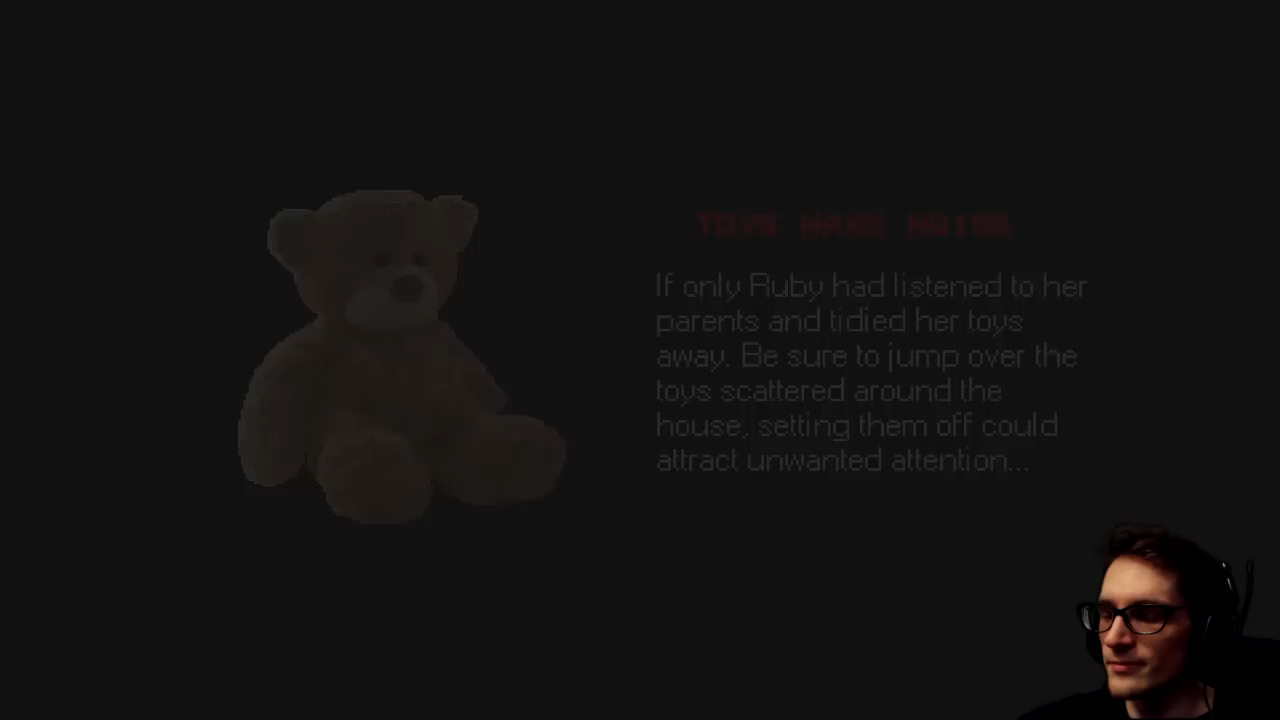 TOYS MAKE NOISE
If only Ruby had listened to her
parents and tidied her toys
away. Be sure to jump over the
toys scattered around the
house, setting them off could
attract unwanted attention...